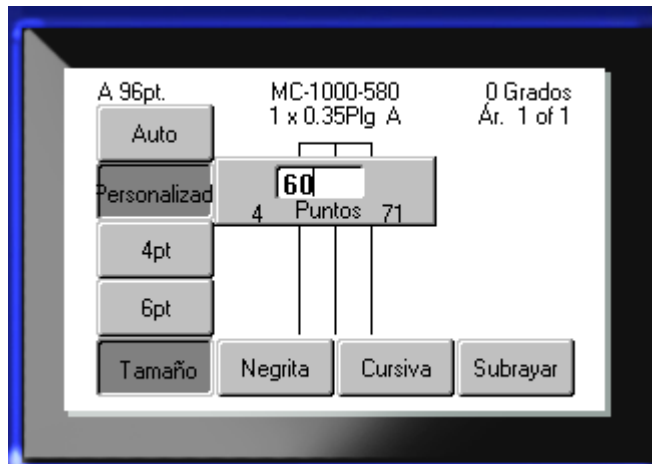 A 96pt. MC-1000-580 0 Grados
1 x 0.35Plg A Ár. 1 of 1
Auto
Personalizad
60
4 Puntos 71
4pt
6pt
Tamaño Negrita Cursiva Subrayar